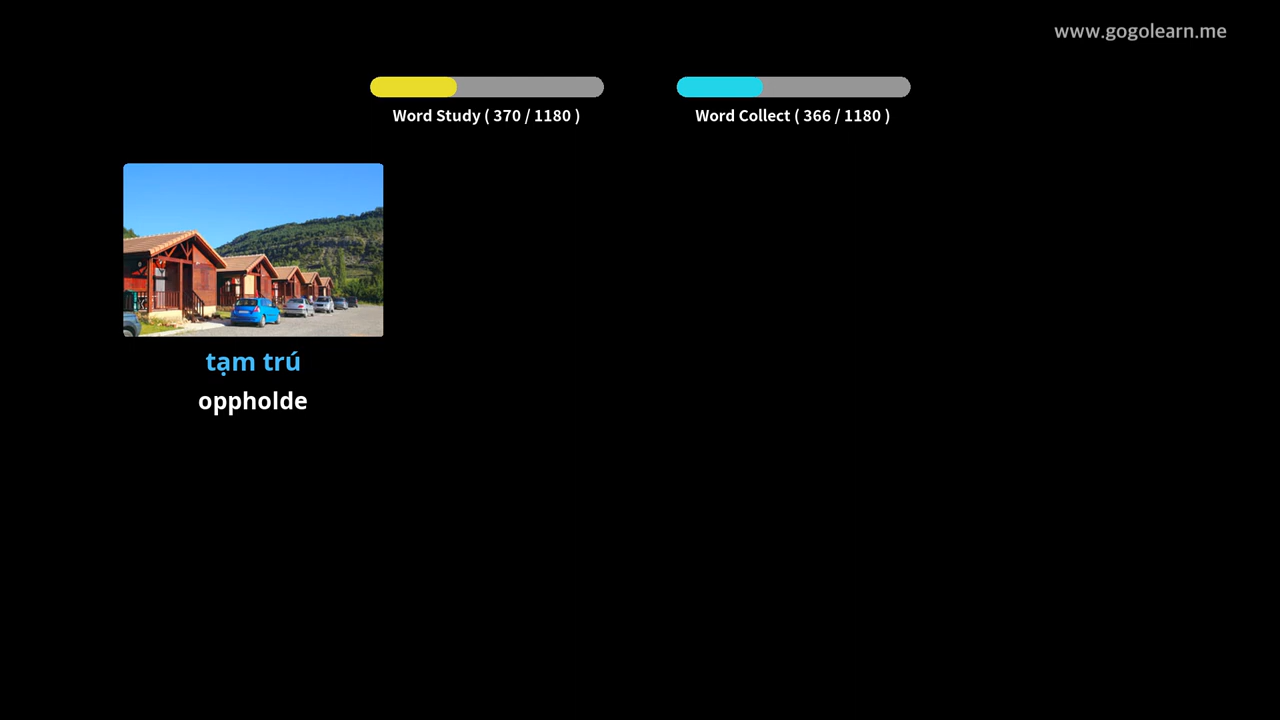 www.gogolearn.me
Word Study ( 370 / 1180 )
Word Collect ( 366 / 1180 )
tạm trú
oppholde